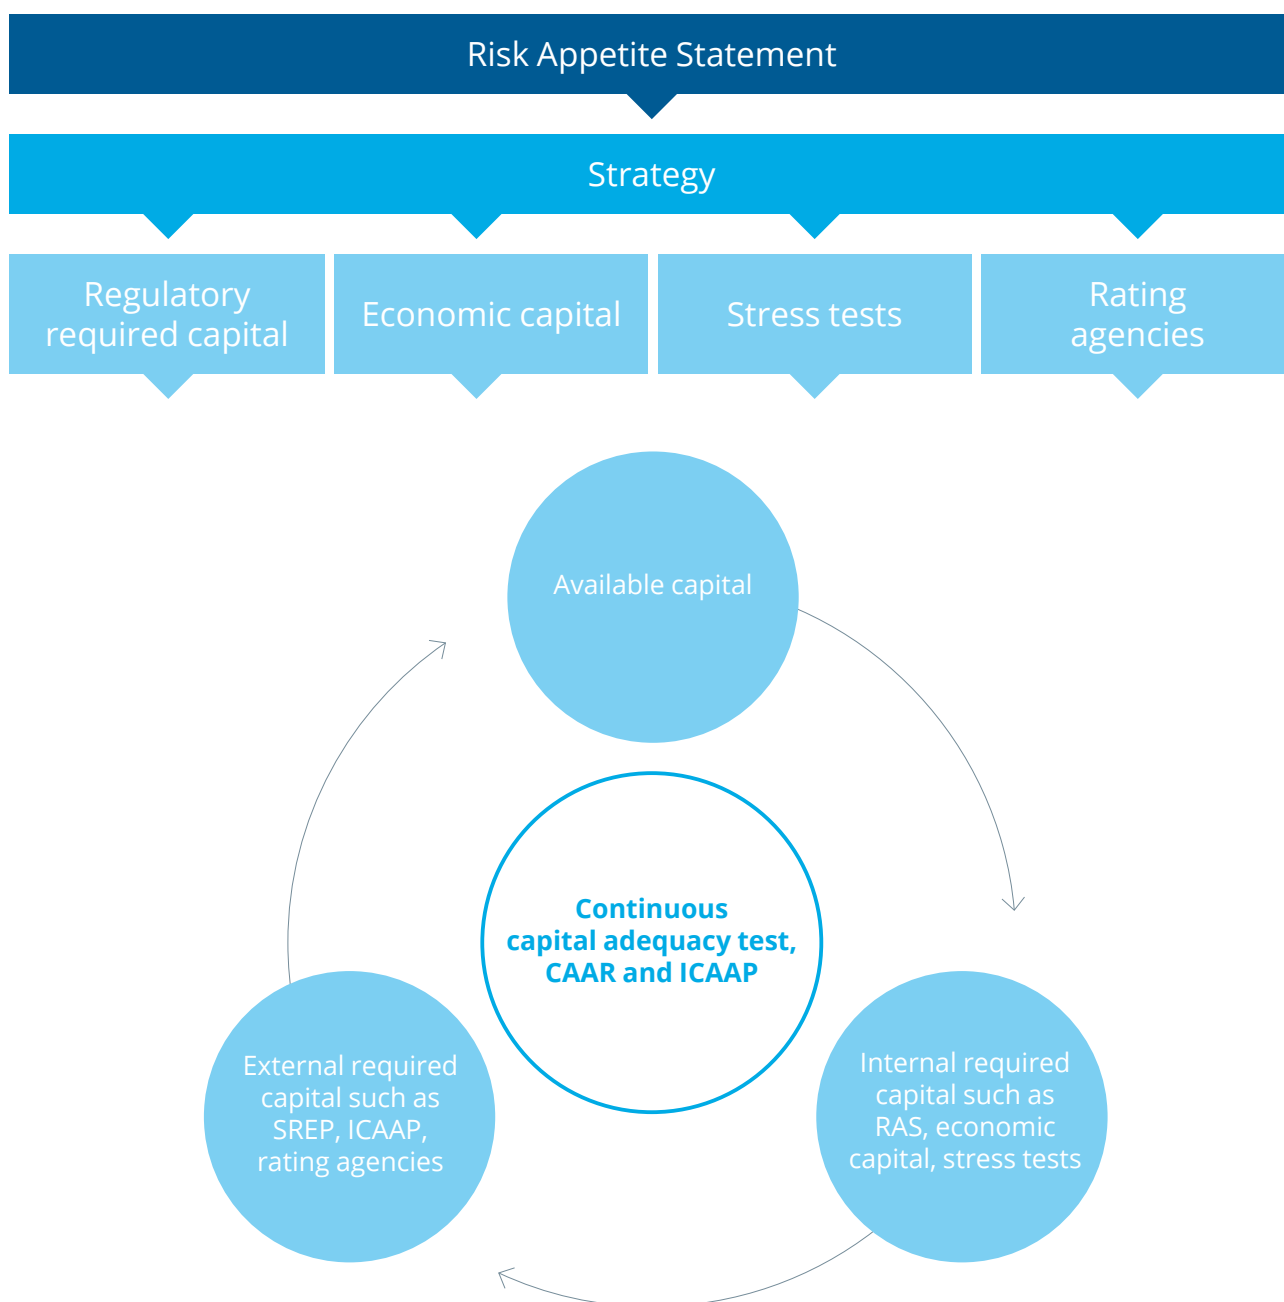 Risk Appetite Statement
Strategy
Regulatory
required capital
Economic capital
Stress tests
Rating
agencies
Available capital
Continuous
capital adequacy test,
CAAR and ICAAP
External required
capital such as
SREP, ICAAP,
rating agencies
Internal required
capital such as
RAS, economic
capital, stress tests